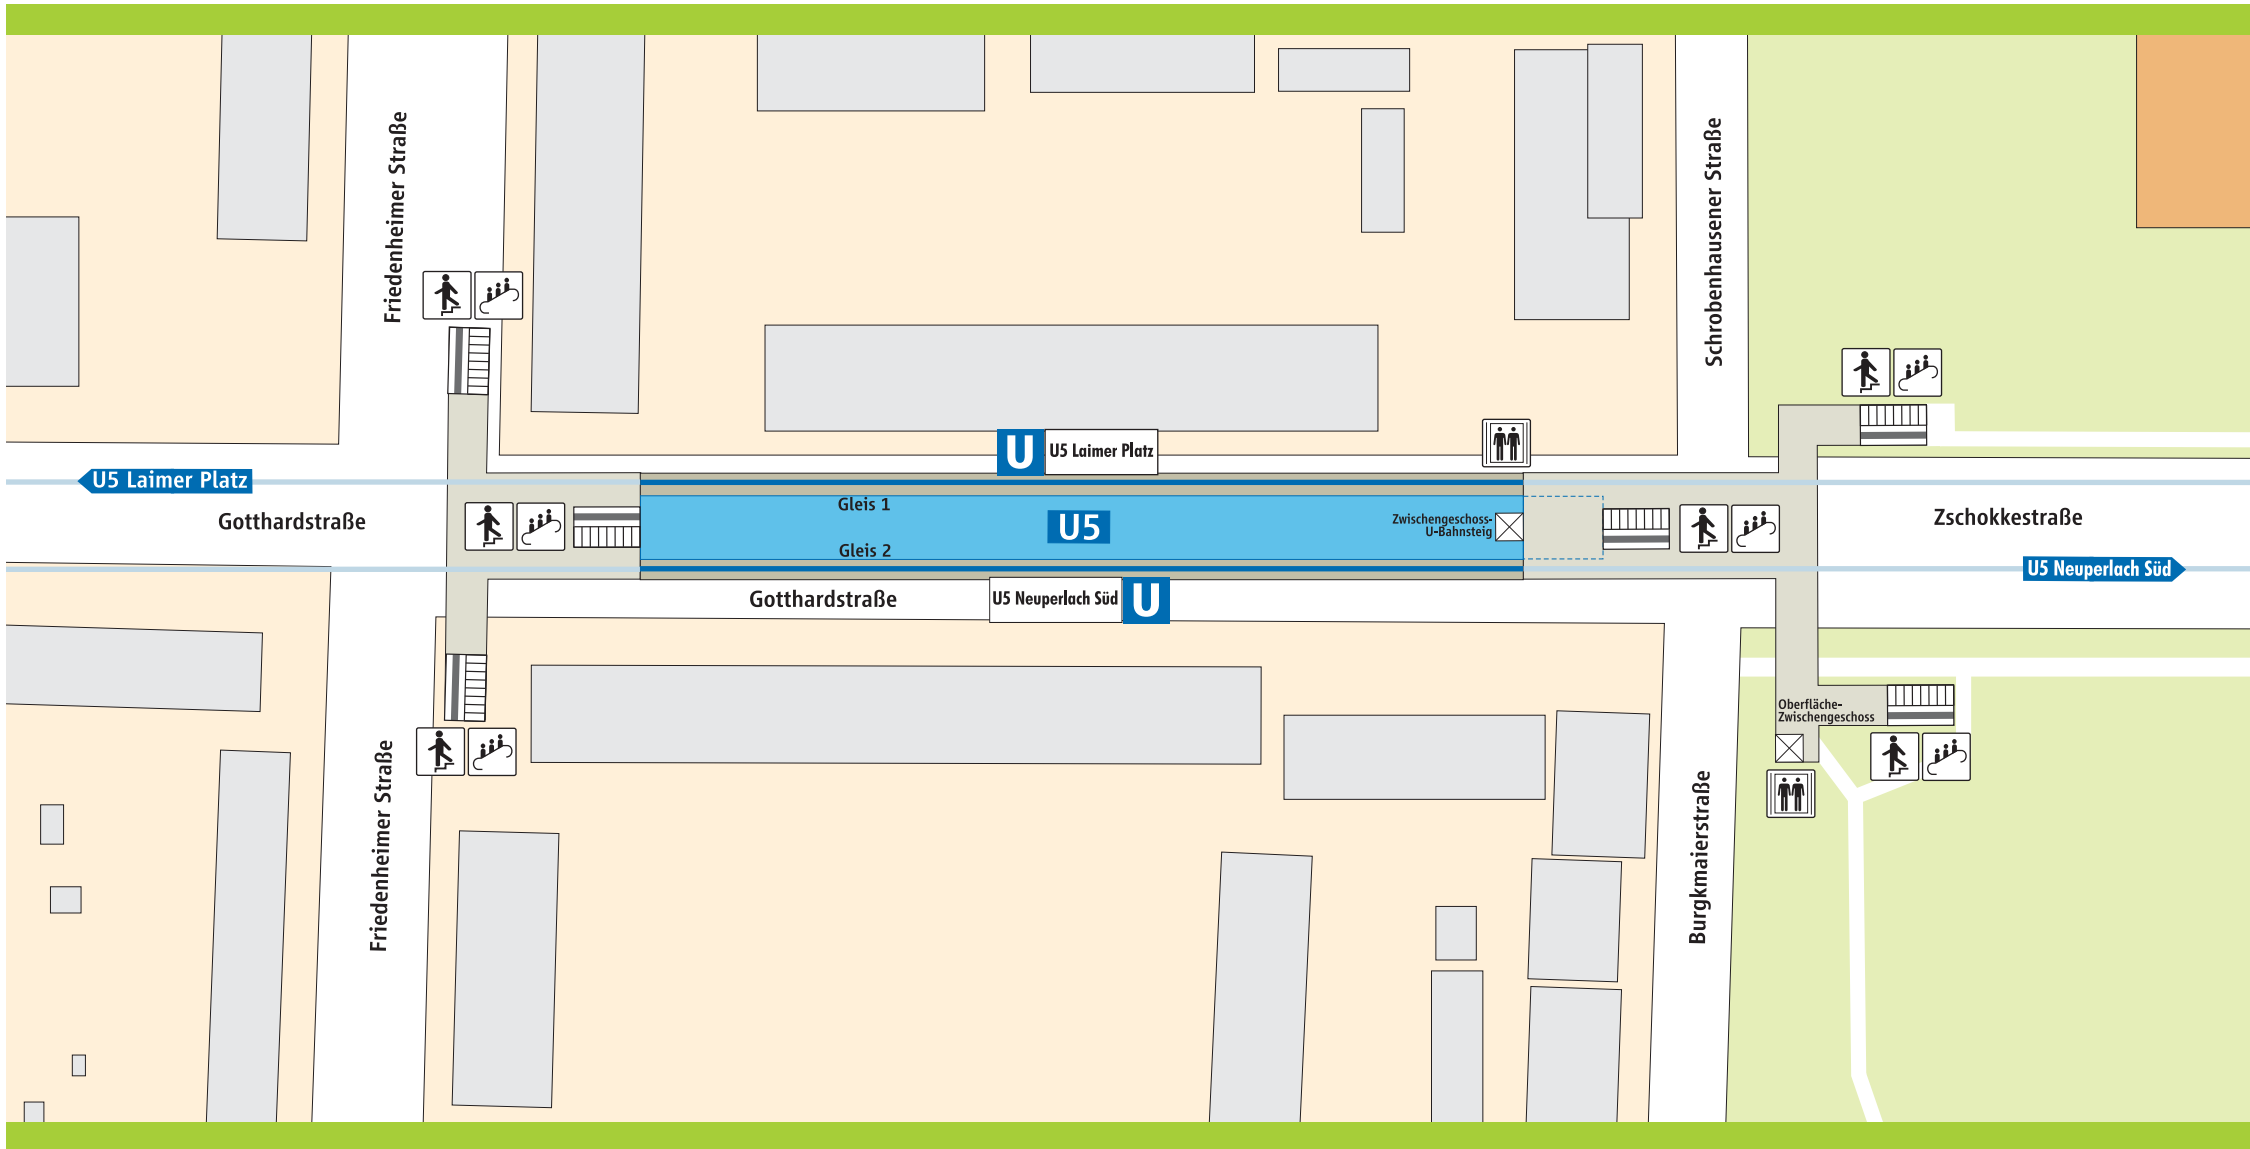 Friedenheimer Straße
Schrobenhausener Straße
U U5 Laimer Platz
U5 Laimer Platz
Gleis 1
Gotthardstraße
U5
Zwischengeschoss-
U-Bahnsteig
Zschokkestraße
Gleis 2
U5 Neuperlach Süd
Gotthardstraße
U5 Neuperlach Süd U
Oberfläche-
Zwischengeschoss
Friedenheimer Straße
Burgkmaierstraße